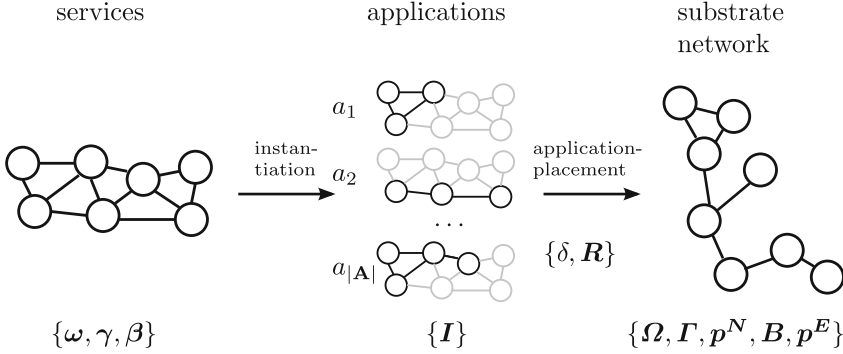 services
applications
substrate
network
a₁
instan-
tiation
application-
placement
a₂
. . .
{δ, R}
a|A|
{ω, γ, β}
{I}
{Ω, Γ, pᴺ, B, pᴱ}